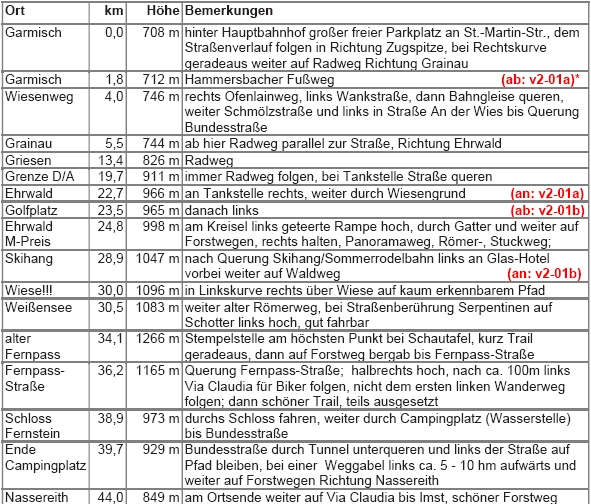 Ort km Höhe Bemerkungen
Garmisch 0,0 708 m hinter Hauptbahnhof großer freier Parkplatz an St.-Martin-Str., dem
Straßenverlauf folgen in Richtung Zugspitze, bei Rechtskurve
geradeaus weiter auf Radweg Richtung Grainau
Garmisch 1,8 712 m Hammersbacher Fußweg (ab: v2-01a)*
Wiesenweg 4,0 746 m rechts Ofenlainweg, links Wankstraße, dann Bahngleise queren,
weiter Schmölzstraße und links in Straße An der Wies bis Querung
Bundesstraße
Grainau 5,5 744 m ab hier Radweg parallel zur Straße, Richtung Ehrwald
Griesen 13,4 826 m Radweg
Grenze D/A 19,7 911 m immer Radweg folgen, bei Tankstelle Straße queren
Ehrwald 22,7 966 m an Tankstelle rechts, weiter durch Wiesengrund (an: v2-01a)
Golfplatz 23,5 965 m danach links (ab: v2-01b)
Ehrwald 24,8 998 m am Kreisel links geteerte Rampe hoch, durch Gatter und weiter auf
M-Preis Forstwegen, rechts halten, Panoramaweg, Römer-, Stuckweg;
Skihang 28,9 1047 m nach Querung Skihang/Sommerrodelbahn links an Glas-Hotel
vorbei weiter auf Waldweg (an: v2-01b)
Wiese!!! 30,0 1096 m in Linkskurve rechts über Wiese auf kaum erkennbarem Pfad
Weißensee 30,5 1083 m weiter alter Römerweg, bei Straßenberührung Serpentinen auf
Schotter links hoch, gut fahrbar
alter 34,1 1266 m Stempelstelle am höchsten Punkt bei Schautafel, kurz Trail
Fernpass geradeaus, dann auf Forstweg bergab bis Fernpass-Straße
Fernpass- 36,2 1165 m Querung Fernpass-Straße; halbrechts hoch, nach ca. 100m links
Straße Via Claudia für Biker folgen, nicht dem ersten linken Wanderweg
folgen; dann schöner Trail, teils ausgesetzt
Schloss 38,9 973 m durchs Schloss fahren, weiter durch Campingplatz (Wasserstelle)
Fernstein bis Bundesstraße
Ende 39,7 929 m Bundesstraße durch Tunnel unterqueren und links der Straße auf
Campingplatz Pfad bleiben, bei einer Weggabel links ca. 5 - 10 hm aufwärts und
weiter auf Forstwegen Richtung Nassereith
Nassereith 44,0 849 m am Ortsende weiter auf Via Claudia bis Imst, schöner Forstweg